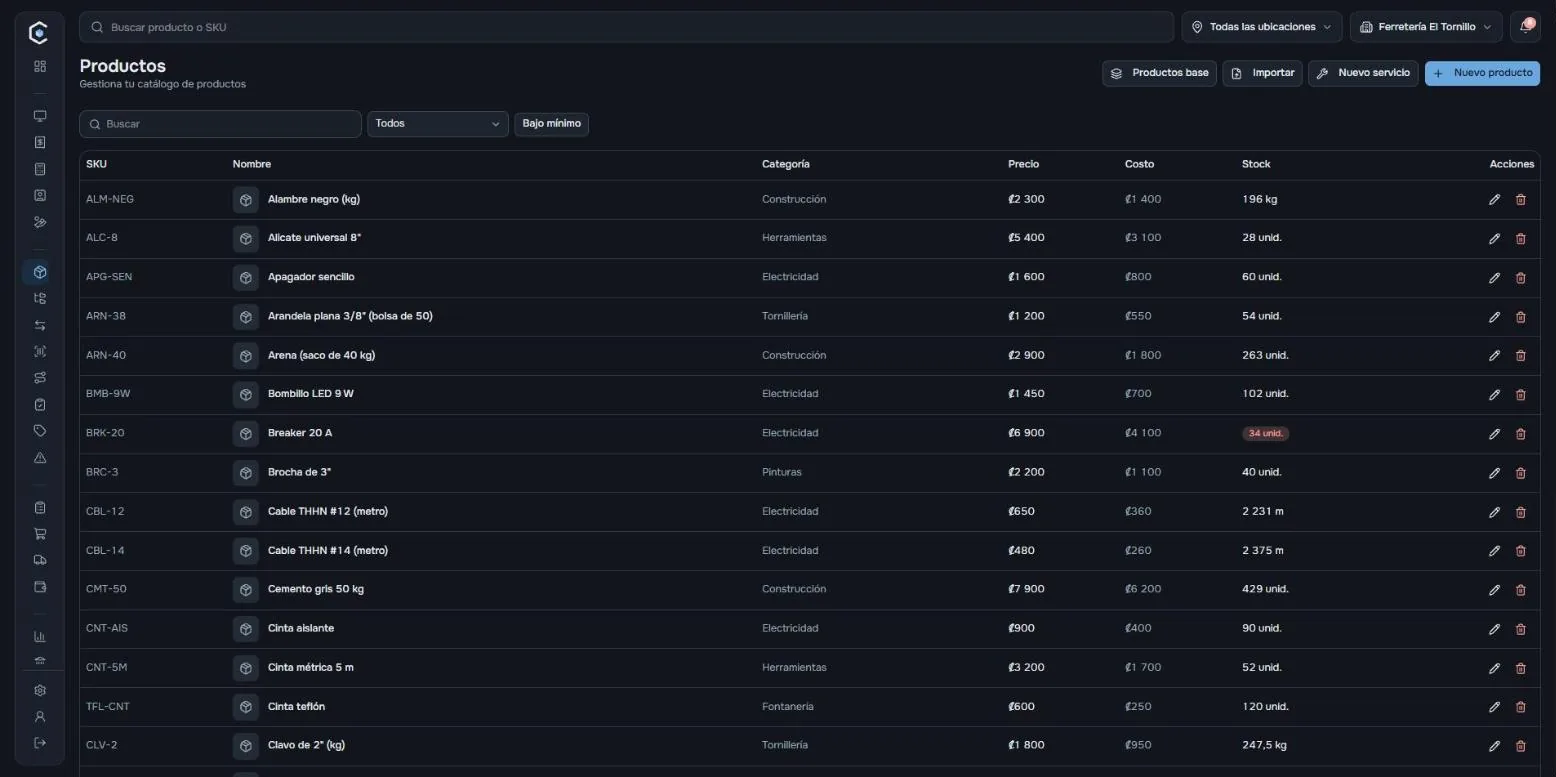 Buscar producto o SKU
Todas las ubicaciones
Ferretería El Tornillo
8
Productos
Gestiona tu catálogo de productos
Productos base
Importar
Nuevo servicio
+ Nuevo producto
Buscar
Todos
Bajo mínimo
SKU Nombre Categoría Precio Costo Stock Acciones
ALM-NEG Alambre negro (kg) Construcción ₡2 300 ₡1 400 196 kg
ALC-8 Alicate universal 8" Herramientas ₡5 400 ₡3 100 28 unid.
APG-SEN Apagador sencillo Electricidad ₡1 600 ₡800 60 unid.
ARN-38 Arandela plana 3/8" (bolsa de 50) Tornillería ₡1 200 ₡550 54 unid.
ARN-40 Arena (saco de 40 kg) Construcción ₡2 900 ₡1 800 263 unid.
BMB-9W Bombillo LED 9 W Electricidad ₡1 450 ₡700 102 unid.
BRK-20 Breaker 20 A Electricidad ₡6 900 ₡4 100 34 unid.
BRC-3 Brocha de 3" Pinturas ₡2 200 ₡1 100 40 unid.
CBL-12 Cable THHN #12 (metro) Electricidad ₡650 ₡360 2 231 m
CBL-14 Cable THHN #14 (metro) Electricidad ₡480 ₡260 2 375 m
CMT-50 Cemento gris 50 kg Construcción ₡7 900 ₡6 200 429 unid.
CNT-AIS Cinta aislante Electricidad ₡900 ₡400 90 unid.
CNT-5M Cinta métrica 5 m Herramientas ₡3 200 ₡1 700 52 unid.
TFL-CNT Cinta teflón Fontanería ₡600 ₡250 120 unid.
CLV-2 Clavo de 2" (kg) Tornillería ₡1 800 ₡950 247,5 kg